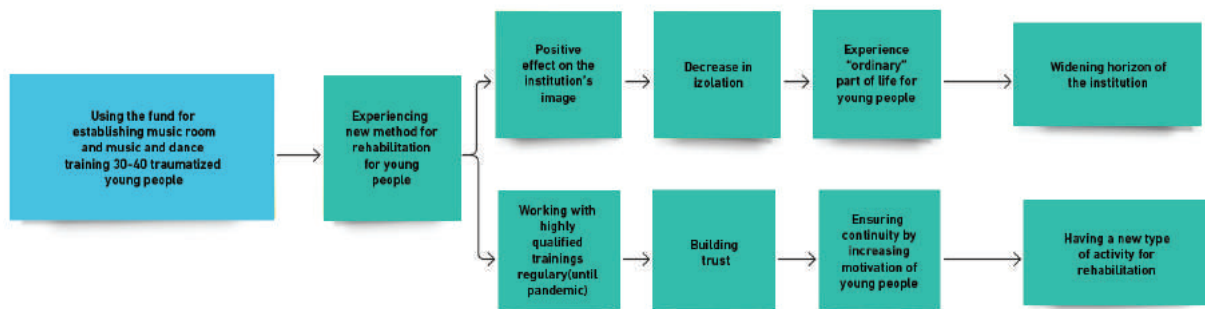 Using the fund for
establishing music room
and music and dance
training 30-40 traumatized
young people
Experiencing
new method for
rehabilitation
for young
people
Positive
effect on the
institution's
image
Decrease in
izolation
Experience
"ordinary"
part of life for
young people
Widening horizon of
the institution
Working with
highly
qualified
trainings
regulary(until
pandemic)
Building
trust
Ensuring
continuity by
increasing
motivation of
young people
Having a new type
of activity for
rehabilitation